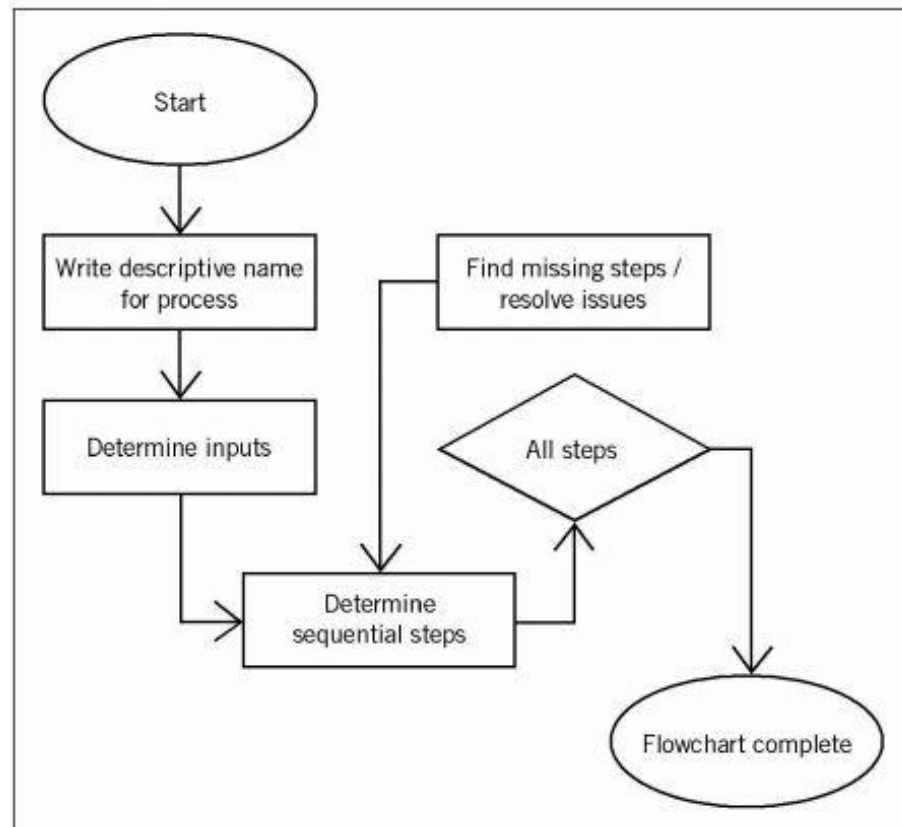 Start
Write descriptive name
for process
Find missing steps /
resolve issues
Determine inputs
All steps
Determine
sequential steps
Flowchart complete